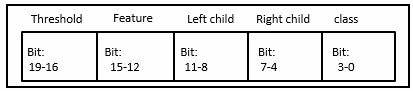 Threshold Feature Left child Right child class
Bit: Bit: Bit: Bit: Bit:
19-16 15-12 11-8 7-4 3-0